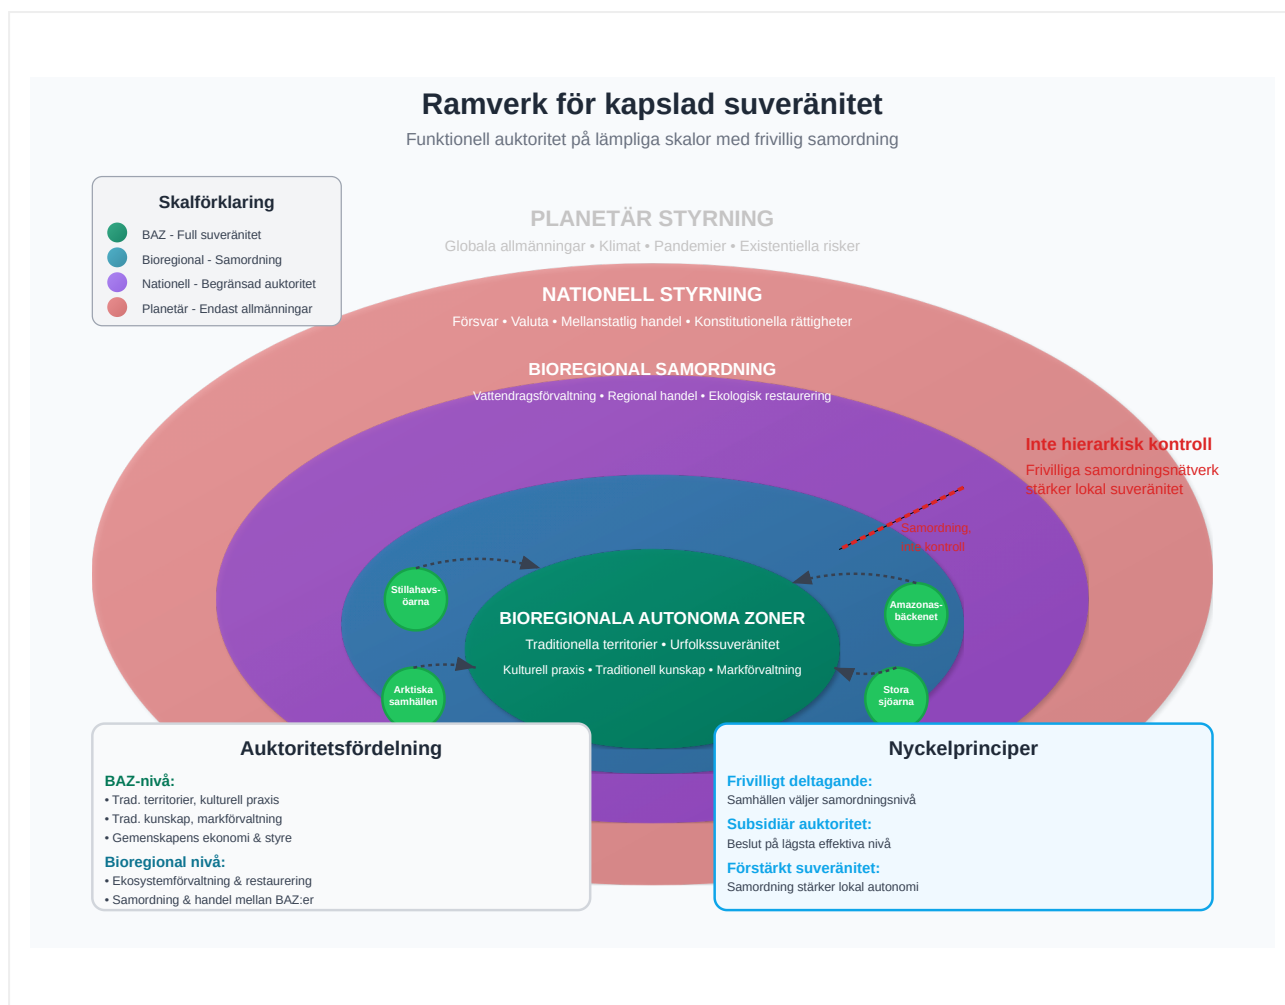 Ramverk för kapslad suveränitet
Funktionell auktoritet på lämpliga skalor med frivillig samordning
Skalförklaring
BAZ - Full suveränitet
Bioregional - Samordning
Nationell - Begränsad auktoritet
Planetär - Endast allmänningar
PLANETÄR STYRNING
Globala allmänningar • Klimat • Pandemier • Existentiella risker
NATIONELL STYRNING
Försvar • Valuta • Mellanstatlig handel • Konstitutionella rättigheter
BIOREGIONAL SAMORDNING
Vattendragsförvaltning • Regional handel • Ekologisk restaurering
Inte hierarkisk kontroll
Frivilliga samordningsnätverk
stärker lokal suveränitet
Samordning,
inte kontroll
Stillahavs-
öarna
Amazonas-
bäckenet
BIOREGIONALA AUTONOMA ZONER
Traditionella territorier • Urfolkssuveränitet
Kulturell praxis • Traditionell kunskap • Markförvaltning
Arktiska
samhällen
Stora
sjöarna
Auktoritetsfördelning
BAZ-nivå:
• Trad. territorier, kulturell praxis
• Trad. kunskap, markförvaltning
• Gemenskapens ekonomi & styre
Bioregional nivå:
• Ekosystemförvaltning & restaurering
• Samordning & handel mellan BAZ:er
Nyckelprinciper
Frivilligt deltagande:
Samhällen väljer samordningsnivå
Subsidiär auktoritet:
Beslut på lägsta effektiva nivå
Förstärkt suveränitet:
Samordning stärker lokal autonomi